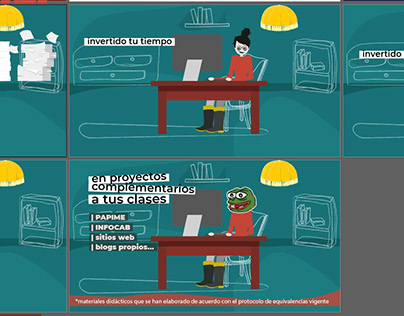 invertido tu tiempo
invertido
en proyectos
complementarios
a tus clases
| PAPIME
| INFOCAB
| sitios web
| blogs propios...
*materiales didácticos que se han elaborado de acuerdo con el protocolo de equivalencias vigente